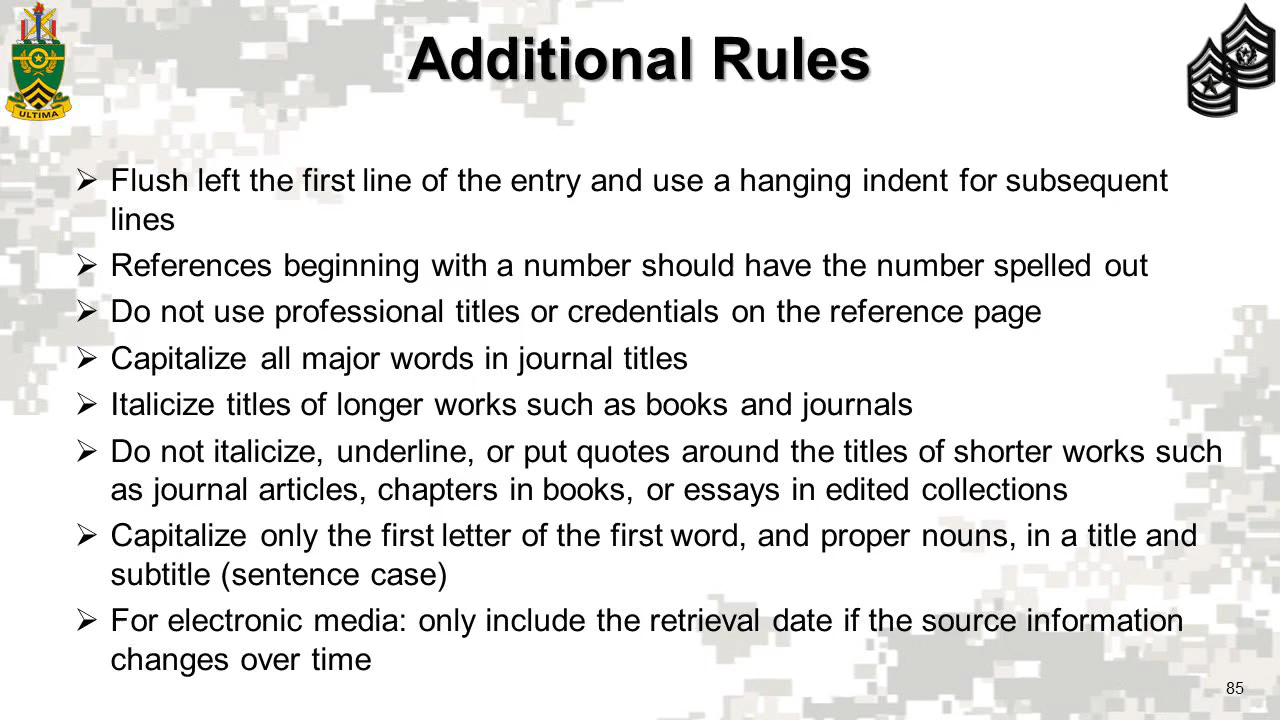 Additional Rules
ULTIMA
Flush left the first line of the entry and use a hanging indent for subsequent
lines
References beginning with a number should have the number spelled out
Do not use professional titles or credentials on the reference page
Capitalize all major words in journal titles
Italicize titles of longer works such as books and journals
Do not italicize, underline, or put quotes around the titles of shorter works such
as journal articles, chapters in books, or essays in edited collections
Capitalize only the first letter of the first word, and proper nouns, in a title and
subtitle (sentence case)
For electronic media: only include the retrieval date if the source information
changes over time
85